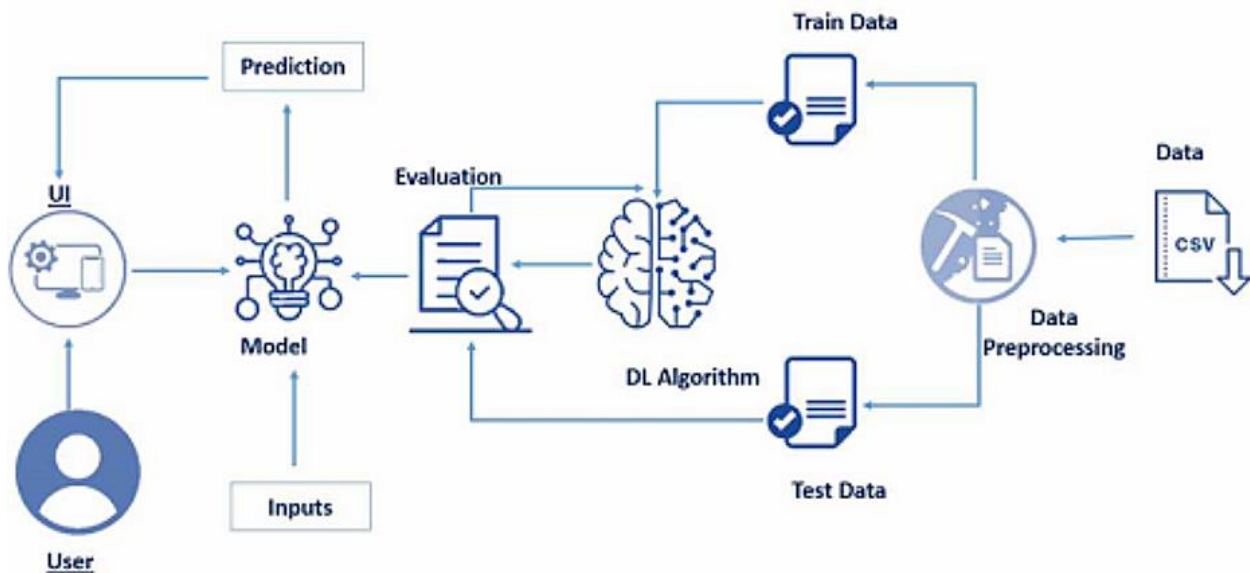 Train Data
Prediction
Data
Evaluation
UI
CSV
Data
Preprocessing
Model
DL Algorithm
Inputs
Test Data
User